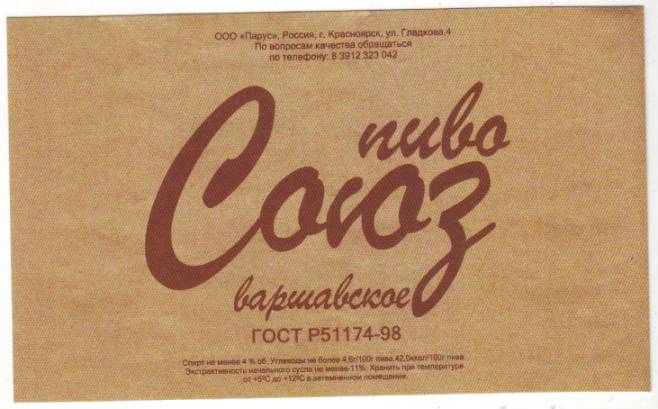 ООО «Парус», Россия, г. Красноярск, ул. Гладкова,4
По вопросам качества обращаться
по телефону: 8 3912 323 042
пиво
Союз
варшавское
ГОСТ Р51174-98
Спирт не менее 4 % об. Углеводы не более 4,6г/100г пива.42,0ккал/100г пива
Экстрактивность начального сусла не менее 11%. Хранить при температуре
от +5ºС до +12ºС в затемненном помещении.